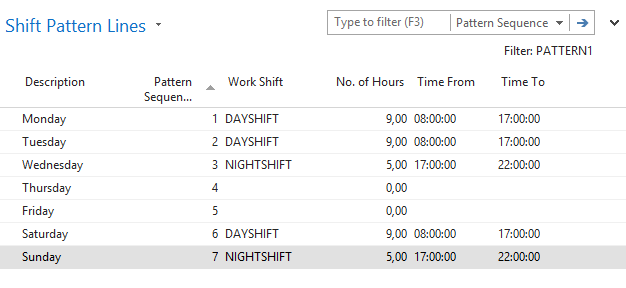 Shift Pattern Lines
Type to filter (F3) Pattern Sequence
Filter: PATTERN1
Description Pattern Sequen... Work Shift No. of Hours Time From Time To
Monday 1 DAYSHIFT 9,00 08:00:00 17:00:00
Tuesday 2 DAYSHIFT 9,00 08:00:00 17:00:00
Wednesday 3 NIGHTSHIFT 5,00 17:00:00 22:00:00
Thursday 4 0,00
Friday 5 0,00
Saturday 6 DAYSHIFT 9,00 08:00:00 17:00:00
Sunday 7 NIGHTSHIFT 5,00 17:00:00 22:00:00